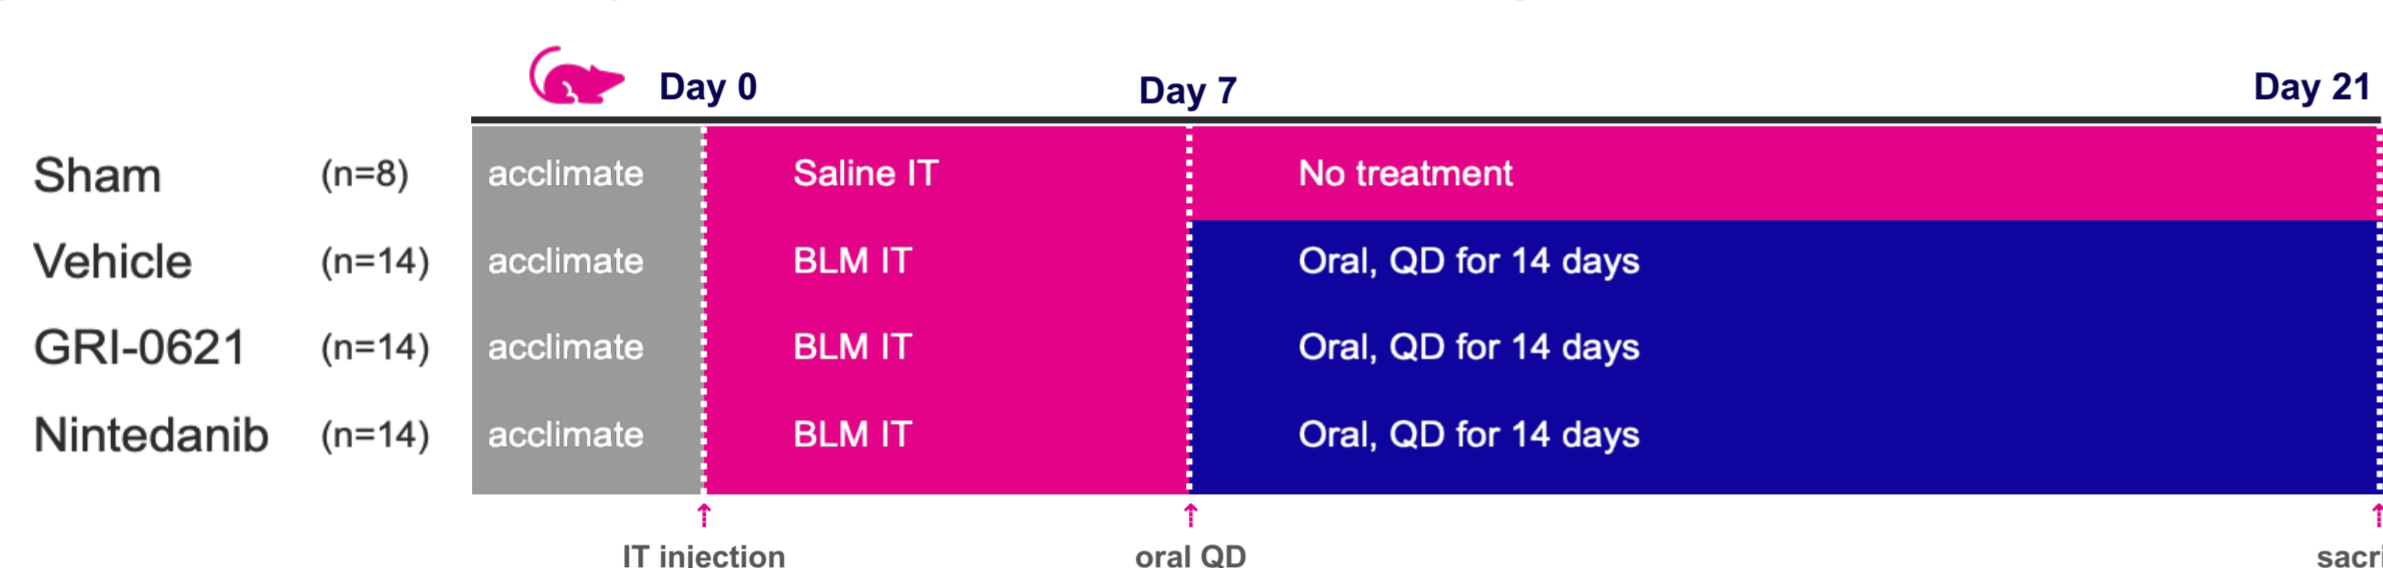 Day 0 Day 7 Day 21
Sham (n=8) acclimate Saline IT No treatment
Vehicle (n=14) acclimate BLM IT Oral, QD for 14 days
GRI-0621 (n=14) acclimate BLM IT Oral, QD for 14 days
Nintedanib (n=14) acclimate BLM IT Oral, QD for 14 days
IT injection oral QD